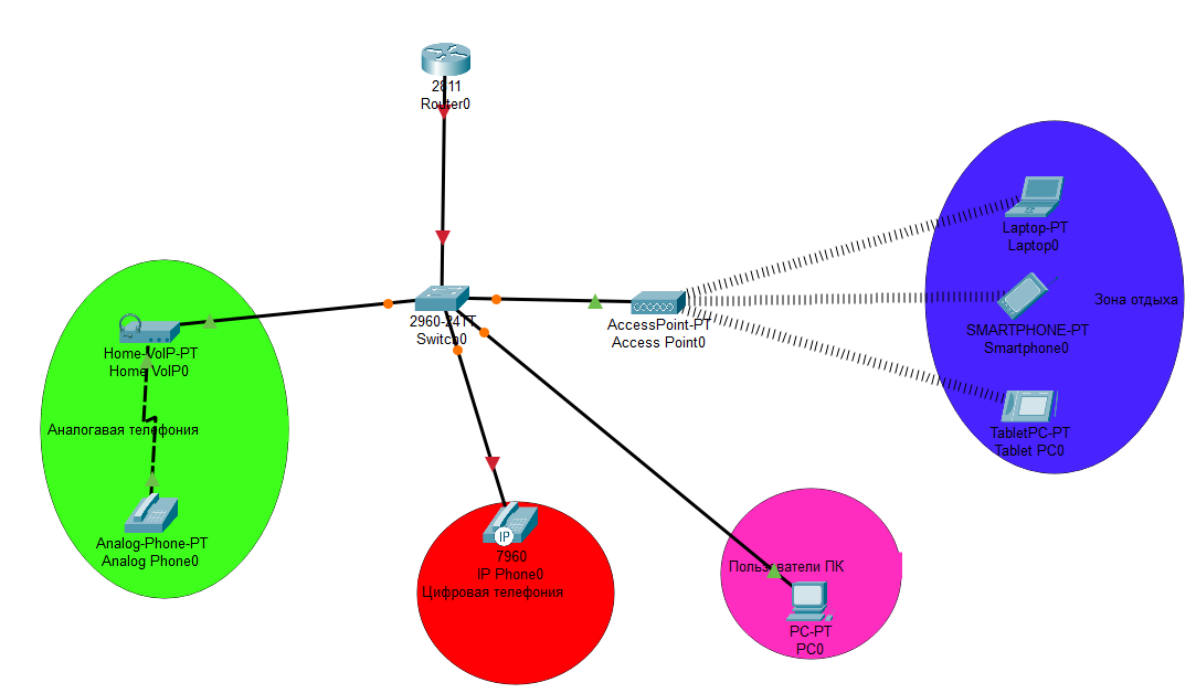 2811
Router0
Laptop-PT
Laptop0
SMARTPHONE-PT
Smartphone0
Зона отдыха
TabletPC-PT
Tablet PC0
2960-24TT
Switch0
AccessPoint-PT
Access Point0
Home-VoIP-PT
Home VoIP0
Аналогавая телефония
Analog-Phone-PT
Analog Phone0
IP
7960
IP Phone0
Цифровая телефония
Пользователи ПК
PC-PT
PC0